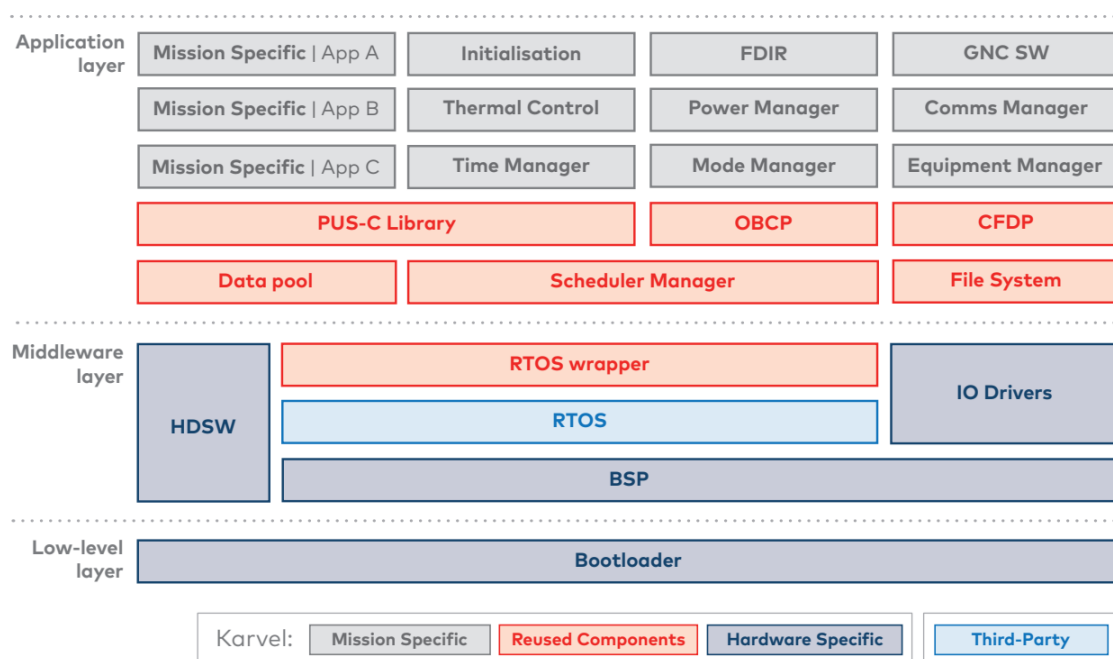 Application
layer
Mission Specific | App A
Initialisation
FDIR
GNC SW
Mission Specific | App B
Thermal Control
Power Manager
Comms Manager
Mission Specific | App C
Time Manager
Mode Manager
Equipment Manager
PUS-C Library
OBCP
CFDP
Data pool
Scheduler Manager
File System
Middleware
layer
HDSW
RTOS wrapper
IO Drivers
RTOS
BSP
Low-level
layer
Bootloader
Karvel:
Mission Specific
Reused Components
Hardware Specific
Third-Party